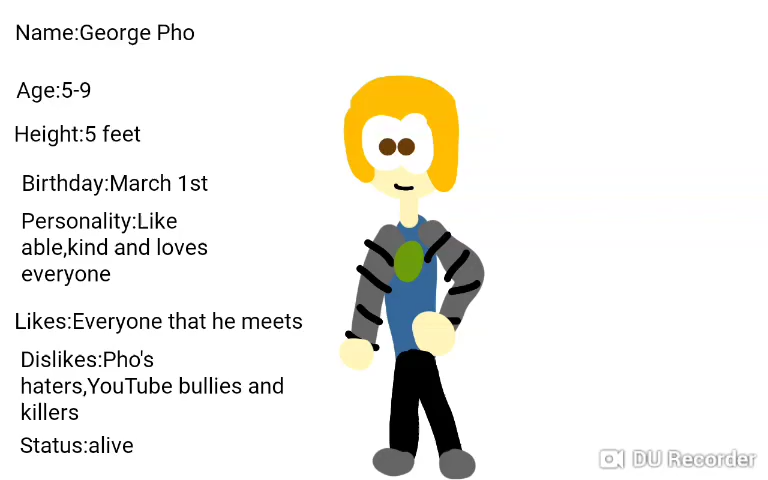 Name:George Pho
Age:5-9
Height:5 feet
Birthday:March 1st
Personality:Like
able,kind and loves
everyone
Likes:Everyone that he meets
Dislikes:Pho's
haters,YouTube bullies and
killers
Status:alive
DU Recorder